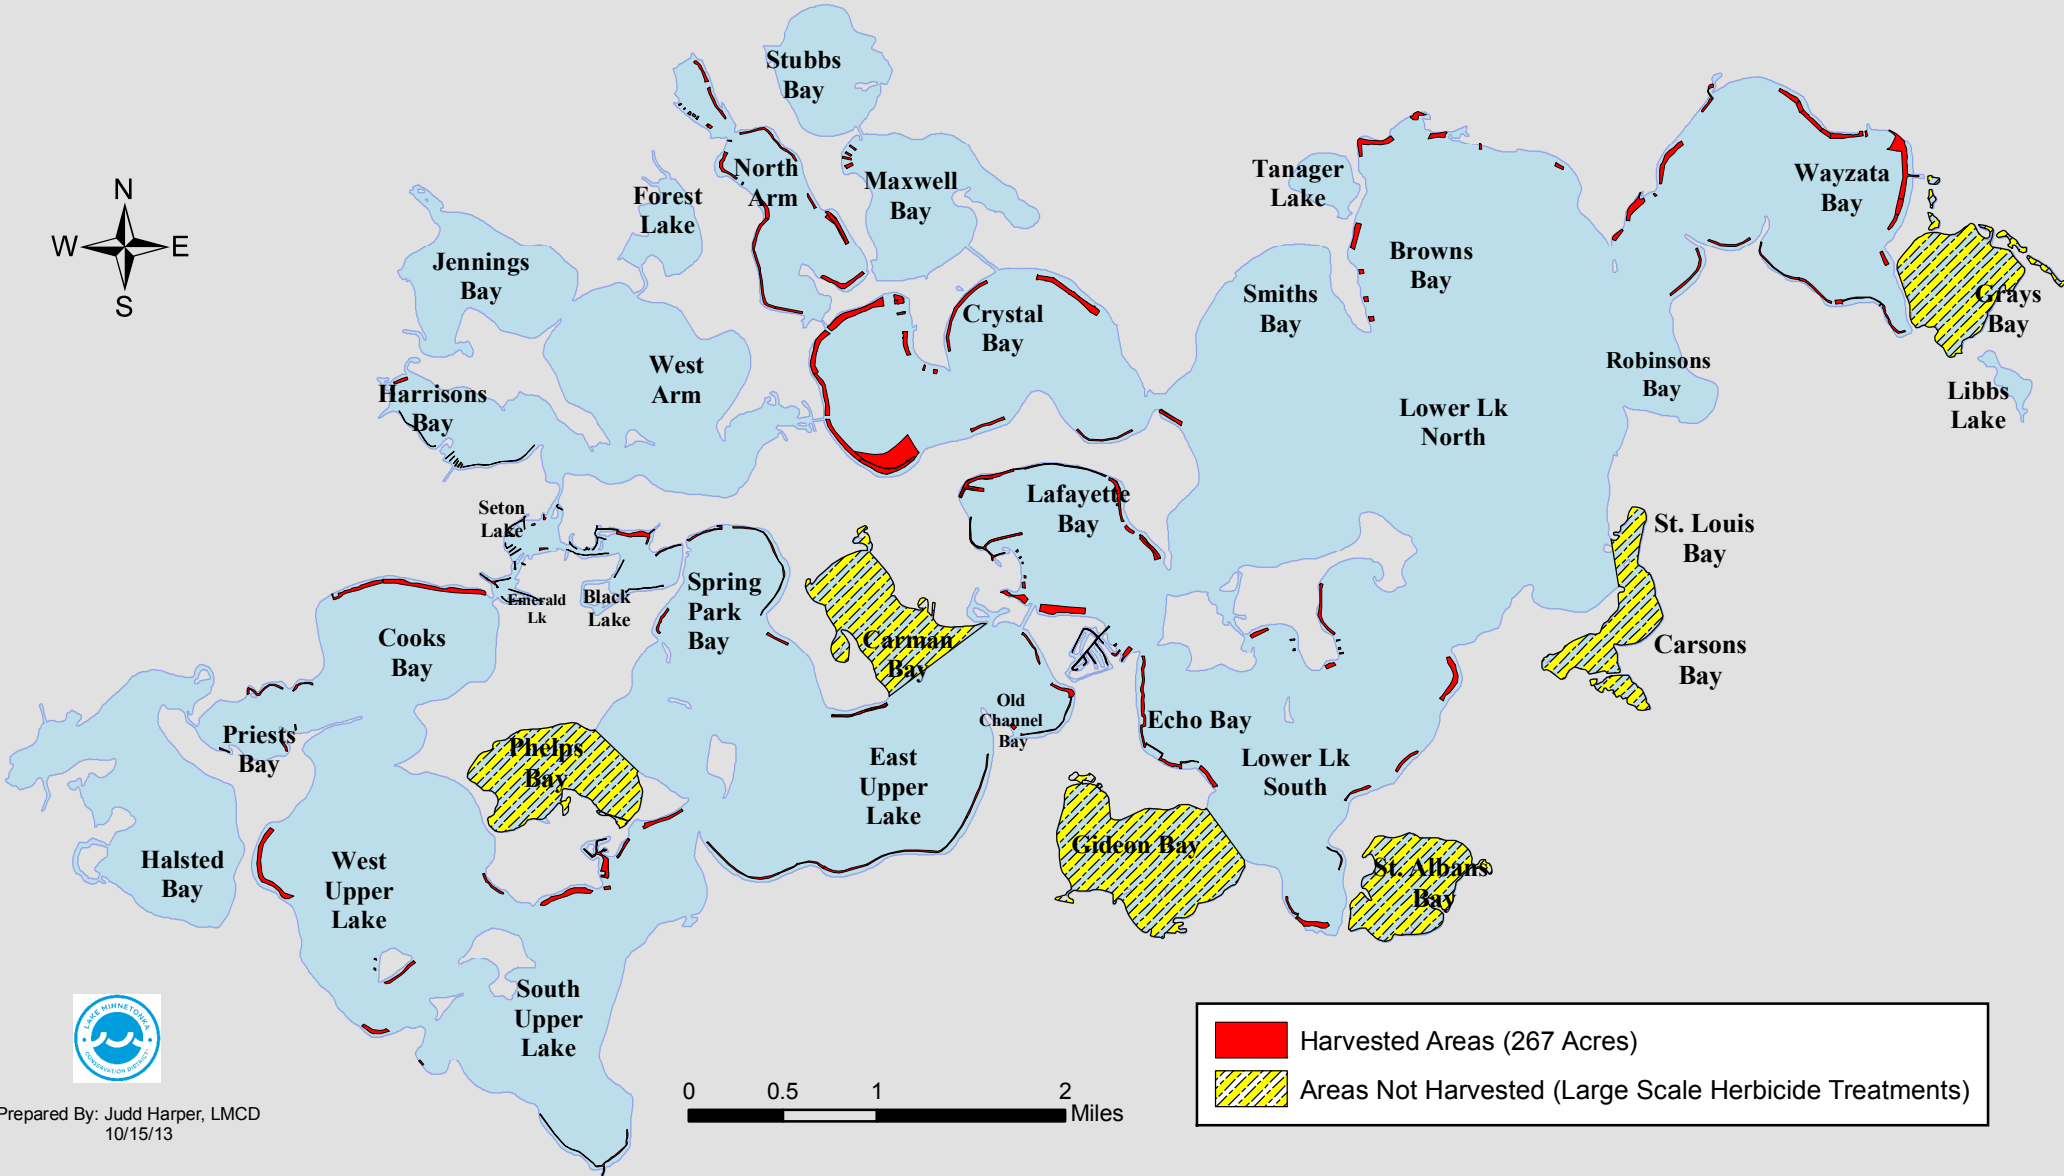 Stubbs
Bay
North
Arm
Maxwell
Bay
Forest
Lake
Tanager
Lake
Wayzata
Bay
N
W
E
S
Jennings
Bay
Browns
Bay
Smiths
Bay
Grays
Bay
Crystal
Bay
West
Arm
Robinsons
Bay
Libbs
Lake
Harrisons
Bay
Lower Lk
North
Seton
Lake
Lafayette
Bay
St. Louis
Bay
Emerald
Lk
Black
Lake
Spring
Park
Bay
Cooks
Bay
Carman
Bay
Carsons
Bay
Old
Channel
Bay
Echo Bay
Priests
Bay
Phelps
Bay
East
Upper
Lake
Lower Lk
South
Halsted
Bay
West
Upper
Lake
Gideon Bay
St. Albans
Bay
South
Upper
Lake
LAKE MINNETONKA
CONSERVATION DISTRICT
Prepared By: Judd Harper, LMCD
10/15/13
0 0.5 1 2
Miles
Harvested Areas (267 Acres)
Areas Not Harvested (Large Scale Herbicide Treatments)